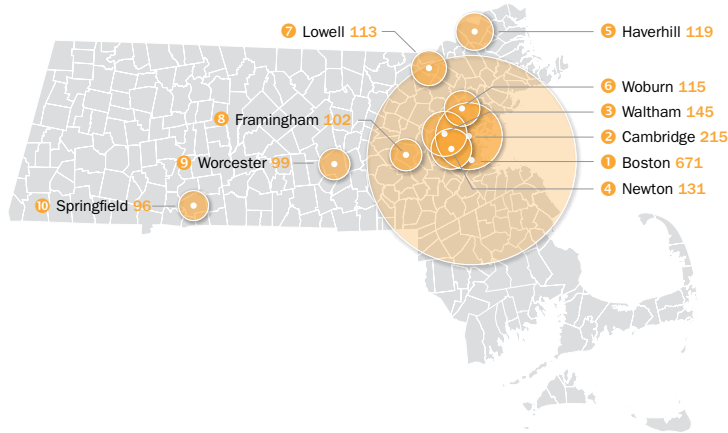 7 Lowell 113
5 Haverhill 119
6 Woburn 115
8 Framingham 102
3 Waltham 145
2 Cambridge 215
9 Worcester 99
1 Boston 671
4 Newton 131
10 Springfield 96